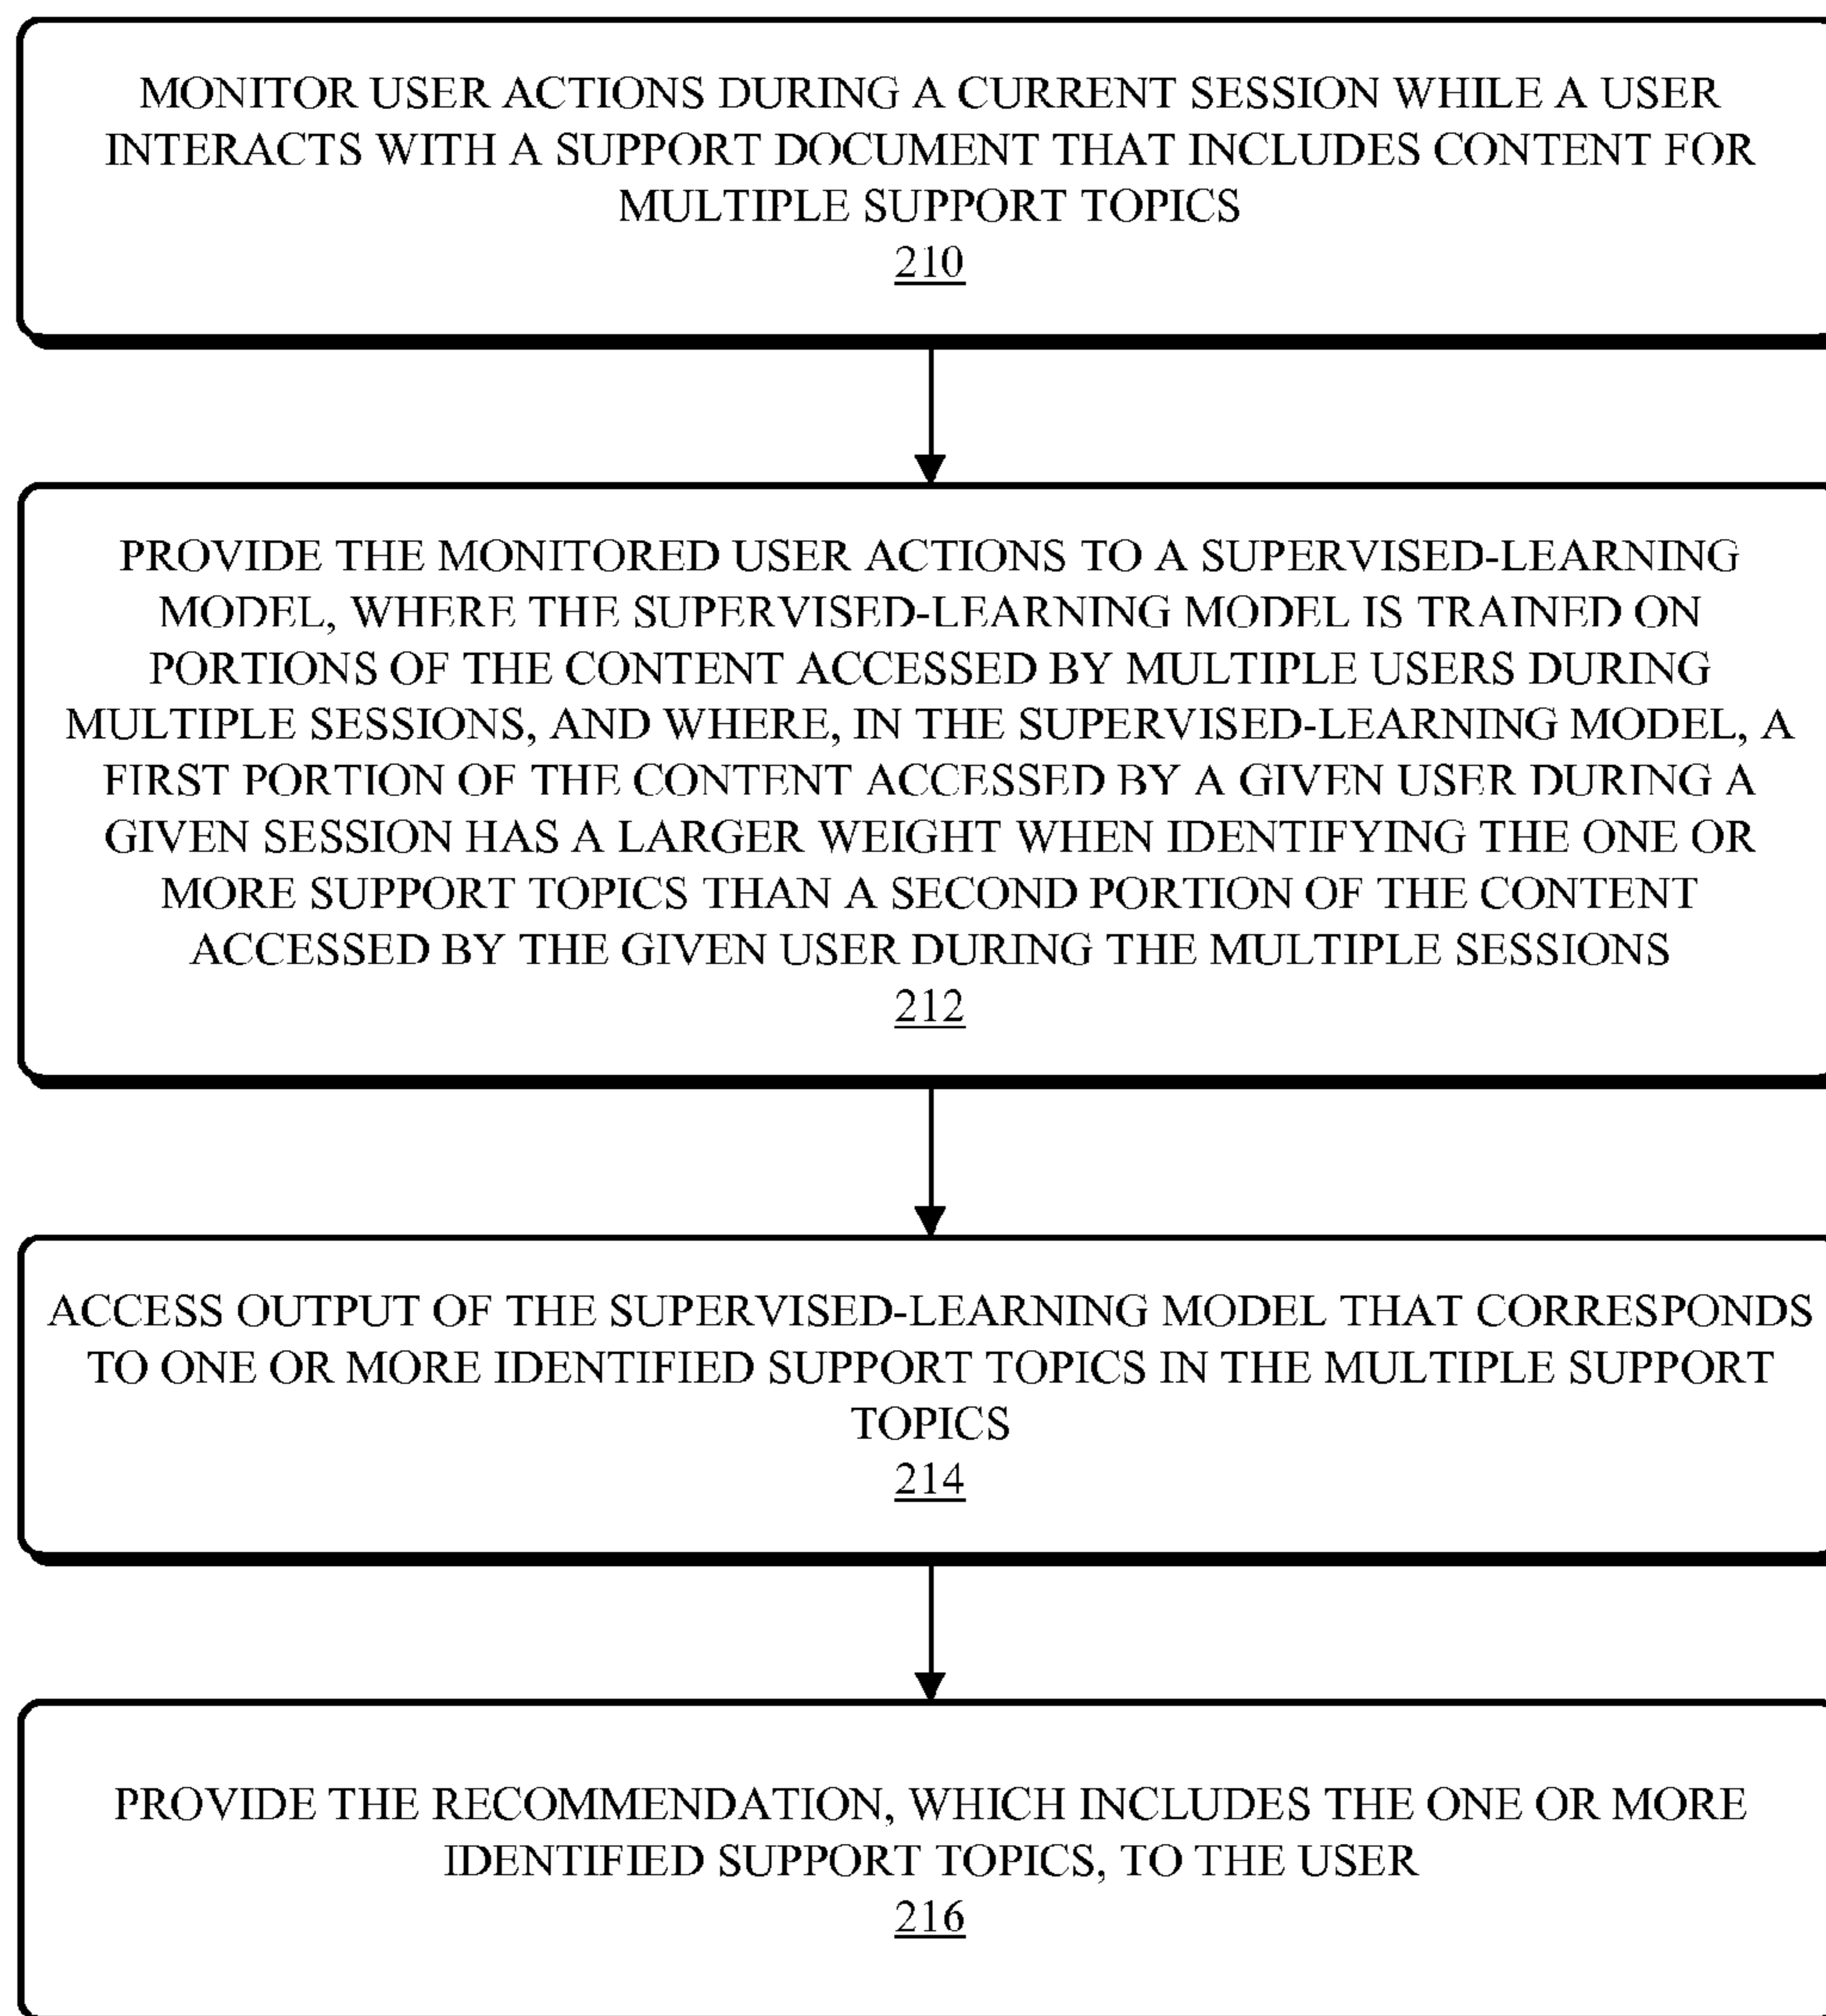 MONITOR USER ACTIONS DURING A CURRENT SESSION WHILE A USER
INTERACTS WITH A SUPPORT DOCUMENT THAT INCLUDES CONTENT FOR
MULTIPLE SUPPORT TOPICS
210
PROVIDE THE MONITORED USER ACTIONS TO A SUPERVISED-LEARNING
MODEL, WHERE THE SUPERVISED-LEARNING MODEL IS TRAINED ON
PORTIONS OF THE CONTENT ACCESSED BY MULTIPLE USERS DURING
MULTIPLE SESSIONS, AND WHERE, IN THE SUPERVISED-LEARNING MODEL, A
FIRST PORTION OF THE CONTENT ACCESSED BY A GIVEN USER DURING A
GIVEN SESSION HAS A LARGER WEIGHT WHEN IDENTIFYING THE ONE OR
MORE SUPPORT TOPICS THAN A SECOND PORTION OF THE CONTENT
ACCESSED BY THE GIVEN USER DURING THE MULTIPLE SESSIONS
212
ACCESS OUTPUT OF THE SUPERVISED-LEARNING MODEL THAT CORRESPONDS
TO ONE OR MORE IDENTIFIED SUPPORT TOPICS IN THE MULTIPLE SUPPORT
TOPICS
214
PROVIDE THE RECOMMENDATION, WHICH INCLUDES THE ONE OR MORE
IDENTIFIED SUPPORT TOPICS, TO THE USER
216